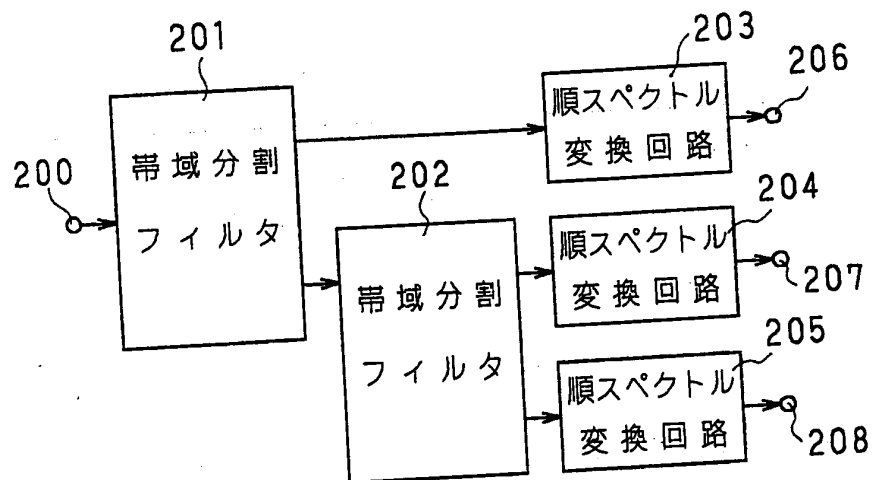 201
203
206
順スペクトル
変換回路
帯域分割
フィルタ
200
202
204
順スペクトル
変換回路
207
帯域分割
フィルタ
205
順スペクトル
変換回路
208